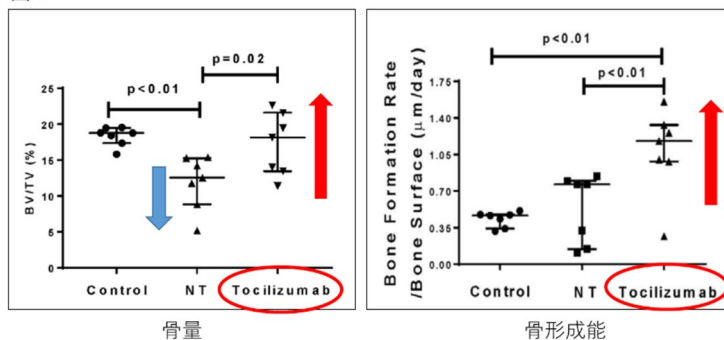 p=0.02
p<0.01
BV/TV (%)
26
20
15
10
5
0
Control
NT
Tocilizumab
骨量
p<0.01
p<0.01
Bone Formation Rate
/Bone Surface (μm/day)
1.75
1.40
1.05
0.70
0.35
0.00
Control
NT
Tocilizumab
骨形成能